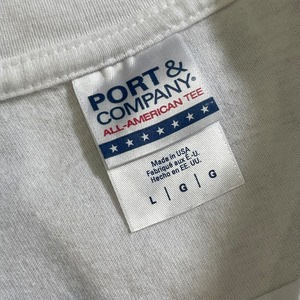 PORT &
COMPANY®
ALL-AMERICAN TEE
Made in USA
Fabriqué aux É.-U.
Hecho en EE. UU.
L | G | G